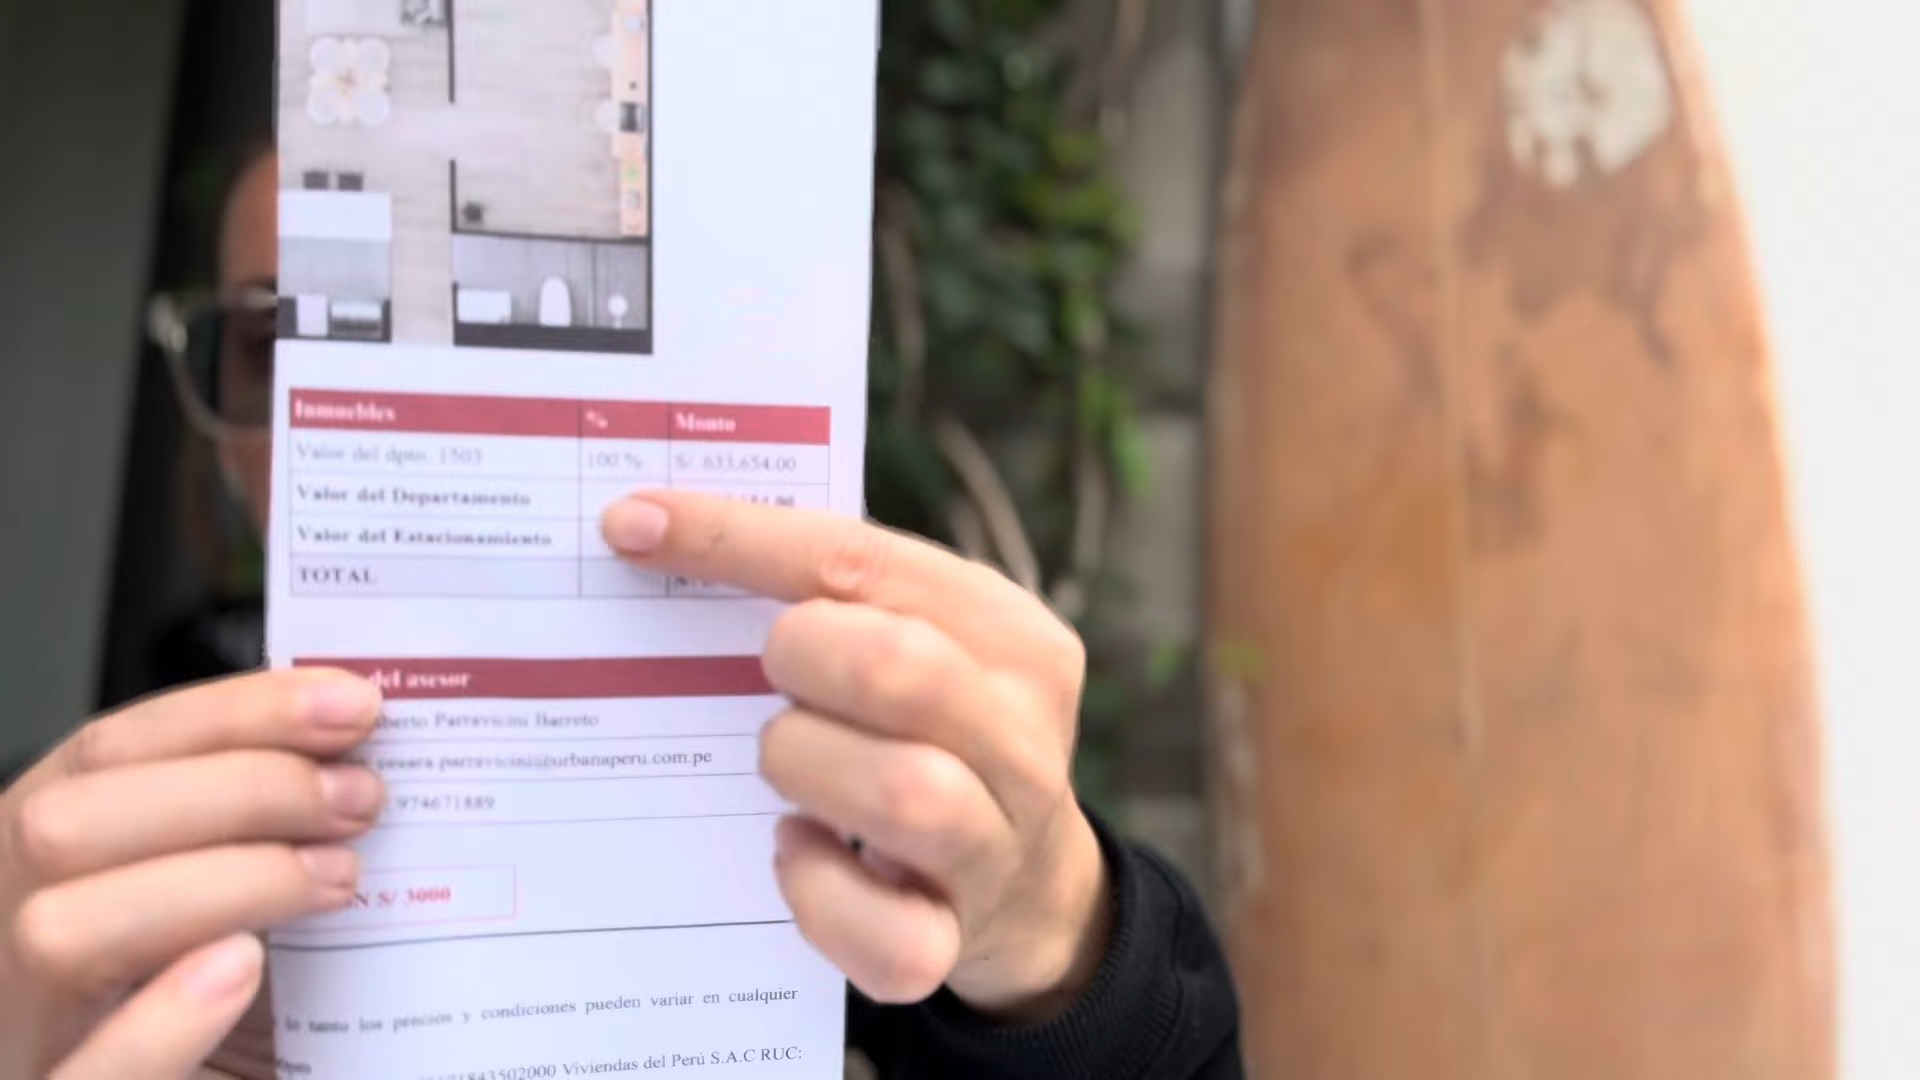 Inmuebles % Monto
Valor del dpto. 1503 100 % S/. 633,654.00
Valor del Departamento
Valor del Estacionamiento
TOTAL
del asesor
Parravicini Barreto
parravicini@urbanaperu.com.pe
974671889
S/ 3000
lo tanto los precios y condiciones pueden variar en cualquier
Viviendas del Perú S.A.C RUC: